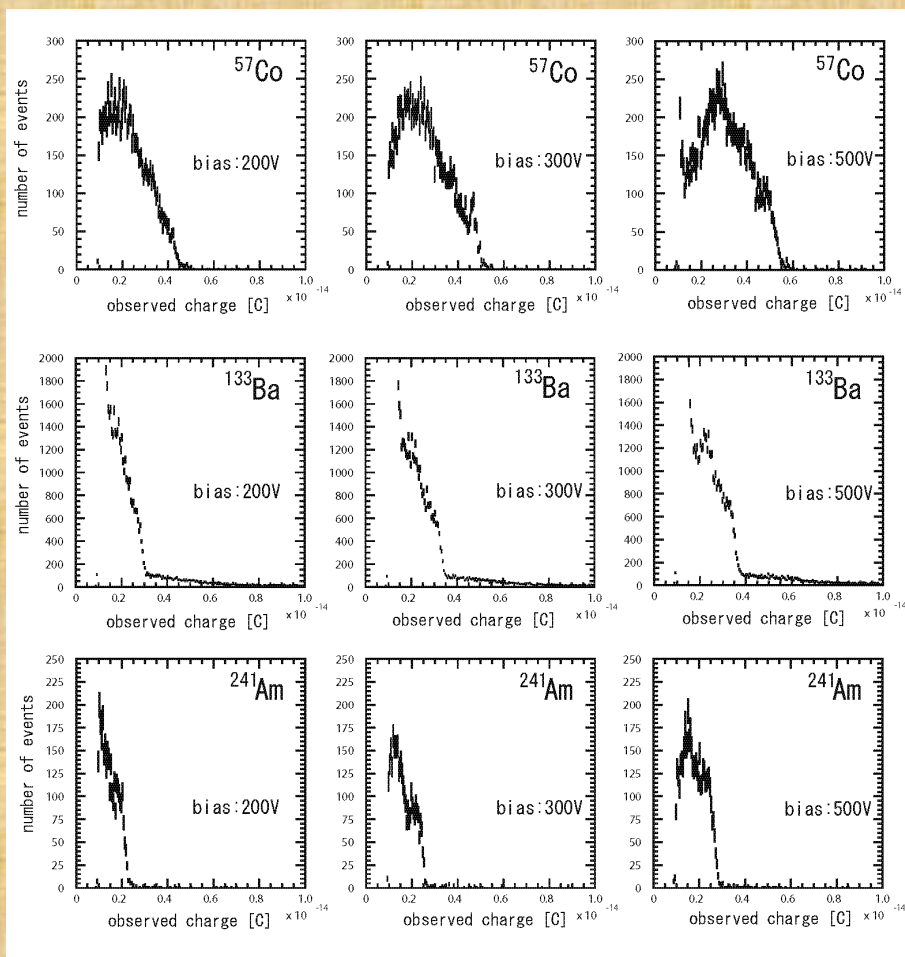 300
250
200
150
100
50
0
number of events
⁵⁷Co
bias:200V
0 0.2 0.4 0.6 0.8 1.0
observed charge [C] x 10 -14
300
250
200
150
100
50
0
⁵⁷Co
bias:300V
0 0.2 0.4 0.6 0.8 1.0
observed charge [C] x 10 -14
300
250
200
150
100
50
0
⁵⁷Co
bias:500V
0 0.2 0.4 0.6 0.8 1.0
observed charge [C] x 10 -14
2000
1800
1600
1400
1200
1000
800
600
400
200
0
number of events
¹³³Ba
bias:200V
0 0.2 0.4 0.6 0.8 1.0
observed charge [C] x 10 -14
2000
1800
1600
1400
1200
1000
800
600
400
200
0
¹³³Ba
bias:300V
0 0.2 0.4 0.6 0.8 1.0
observed charge [C] x 10 -14
2000
1800
1600
1400
1200
1000
800
600
400
200
0
¹³³Ba
bias:500V
0 0.2 0.4 0.6 0.8 1.0
observed charge [C] x 10 -14
250
225
200
175
150
125
100
75
50
25
0
number of events
²⁴¹Am
bias:200V
0 0.2 0.4 0.6 0.8 1.0
observed charge [C] x 10 -14
250
225
200
175
150
125
100
75
50
25
0
²⁴¹Am
bias:300V
0 0.2 0.4 0.6 0.8 1.0
observed charge [C] x 10 -14
250
225
200
175
150
125
100
75
50
25
0
²⁴¹Am
bias:500V
0 0.2 0.4 0.6 0.8 1.0
observed charge [C] x 10 -14